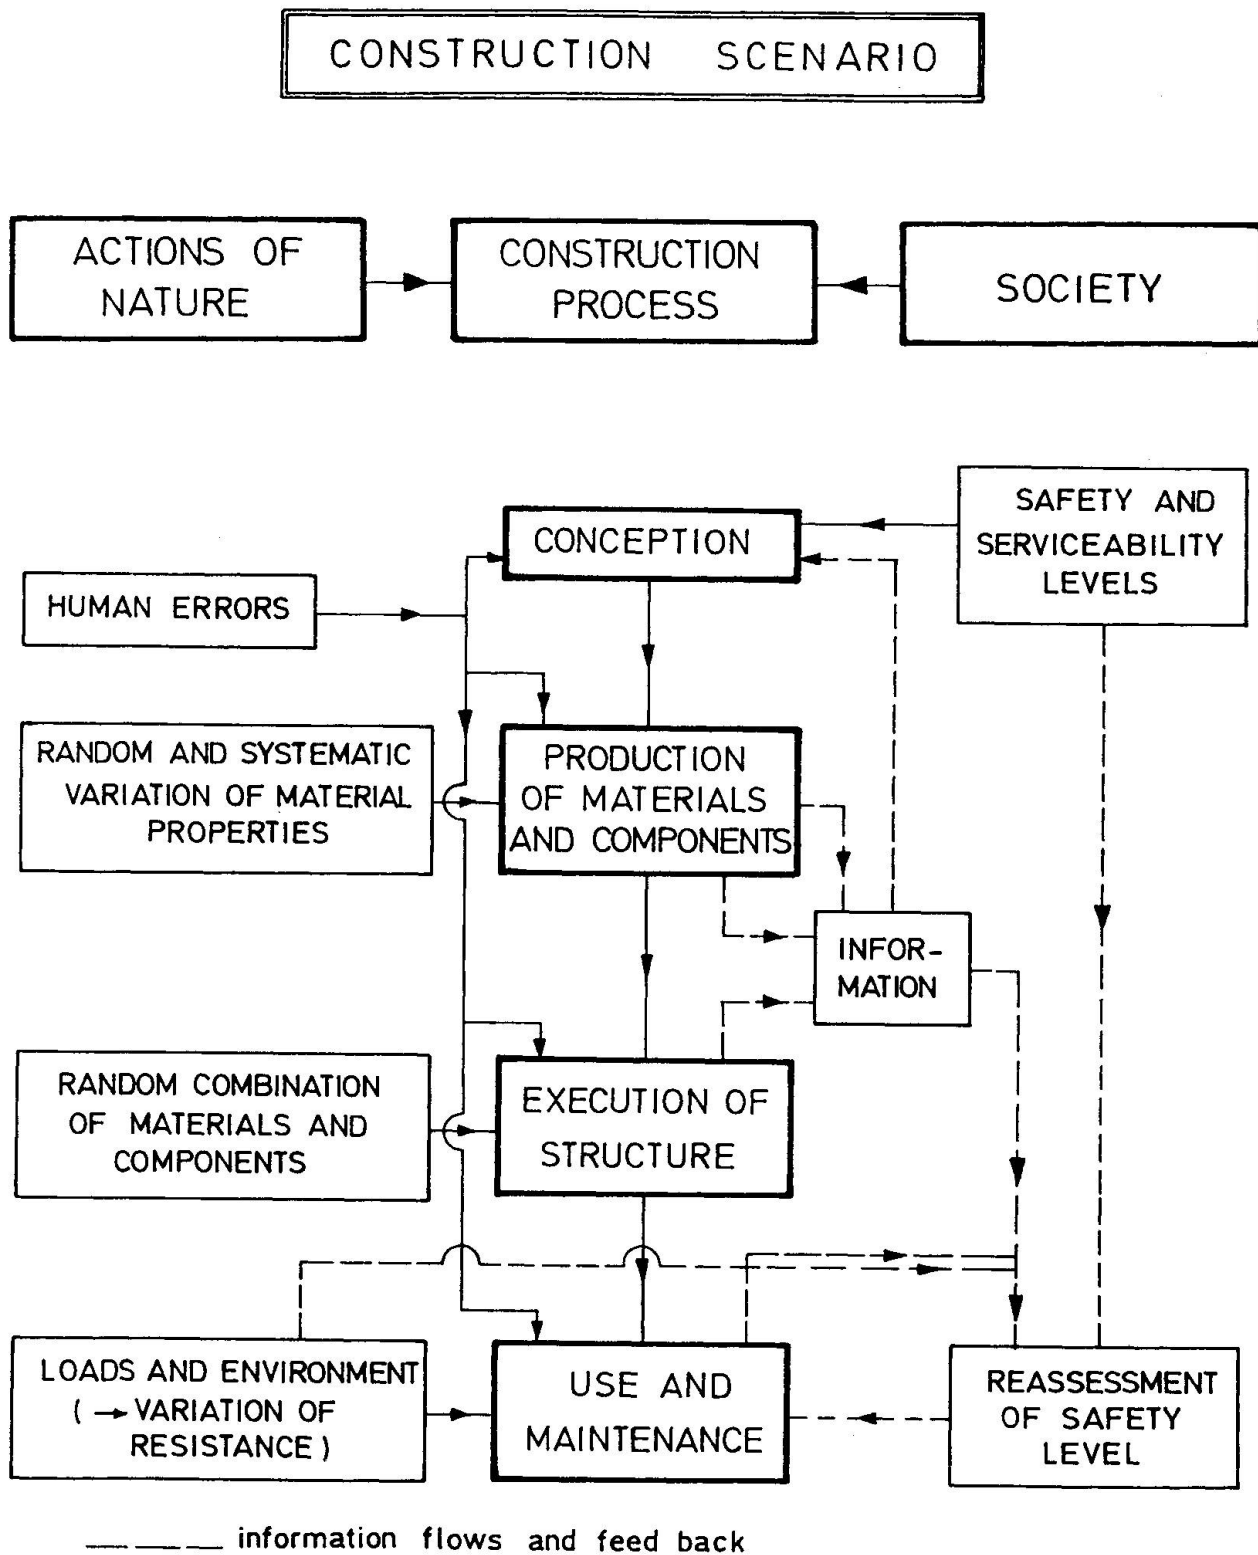 CONSTRUCTION SCENARIO
ACTIONS OF
NATURE
CONSTRUCTION
PROCESS
SOCIETY
SAFETY AND
SERVICEABILITY
LEVELS
CONCEPTION
HUMAN ERRORS
RANDOM AND SYSTEMATIC
VARIATION OF MATERIAL
PROPERTIES
PRODUCTION
OF MATERIALS
AND COMPONENTS
INFOR-
MATION
RANDOM COMBINATION
OF MATERIALS AND
COMPONENTS
EXECUTION OF
STRUCTURE
LOADS AND ENVIRONMENT
( → VARIATION OF
RESISTANCE )
USE AND
MAINTENANCE
REASSESSMENT
OF SAFETY
LEVEL
information flows and feed back